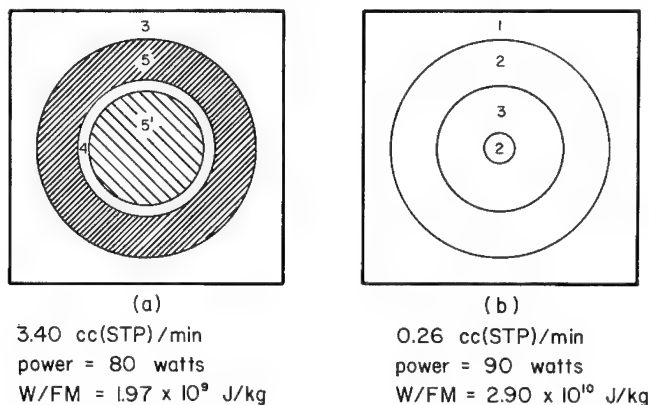 3
5
5'
4
(a)
3.40 cc(STP)/min
power = 80 watts
W/FM = 1.97 x 10⁹ J/kg
1
2
3
2
(b)
0.26 cc(STP)/min
power = 90 watts
W/FM = 2.90 x 10¹⁰ J/kg